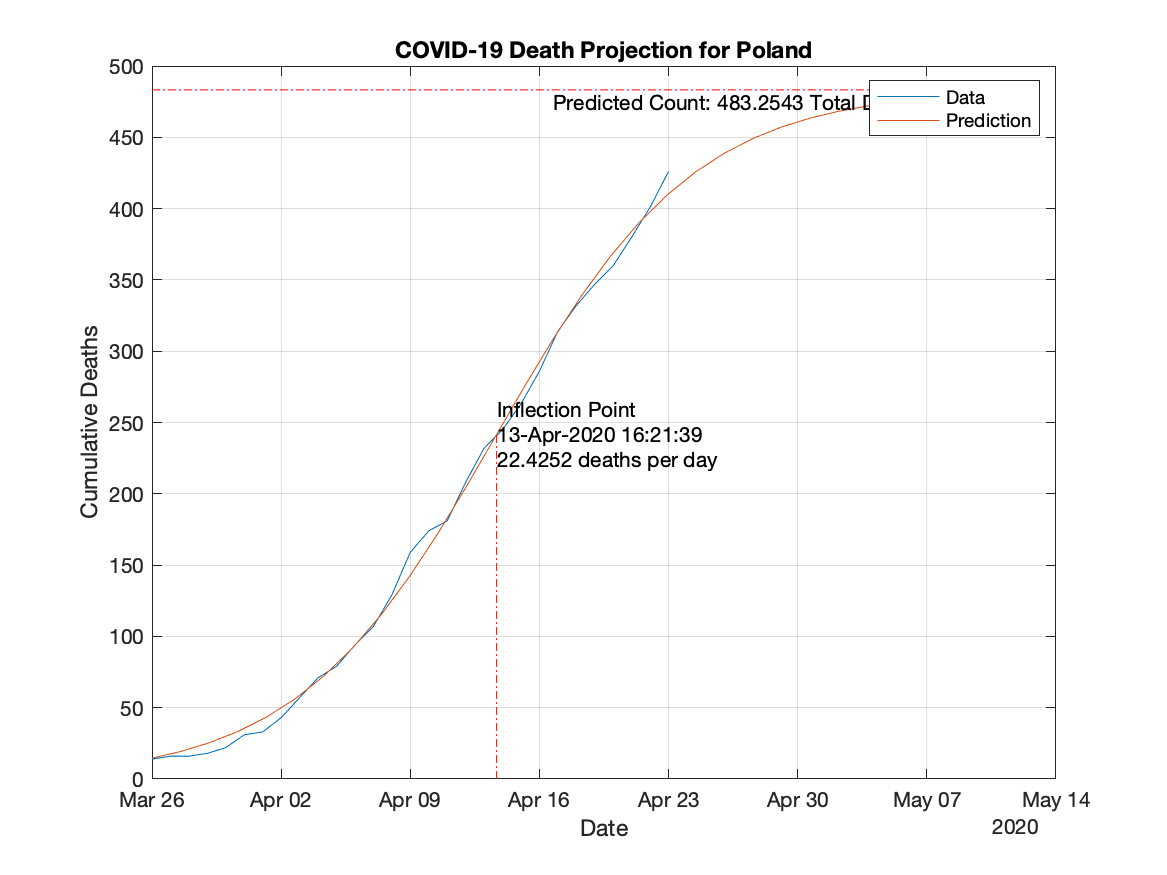 COVID-19 Death Projection for Poland
500
450
400
350
300
250
200
150
100
50
0
Cumulative Deaths
Predicted Count: 483.2543 Total
Data
Prediction
Inflection Point
13-Apr-2020 16:21:39
22.4252 deaths per day
Mar 26
Apr 02
Apr 09
Apr 16
Apr 23
Apr 30
May 07
May 14
Date
2020